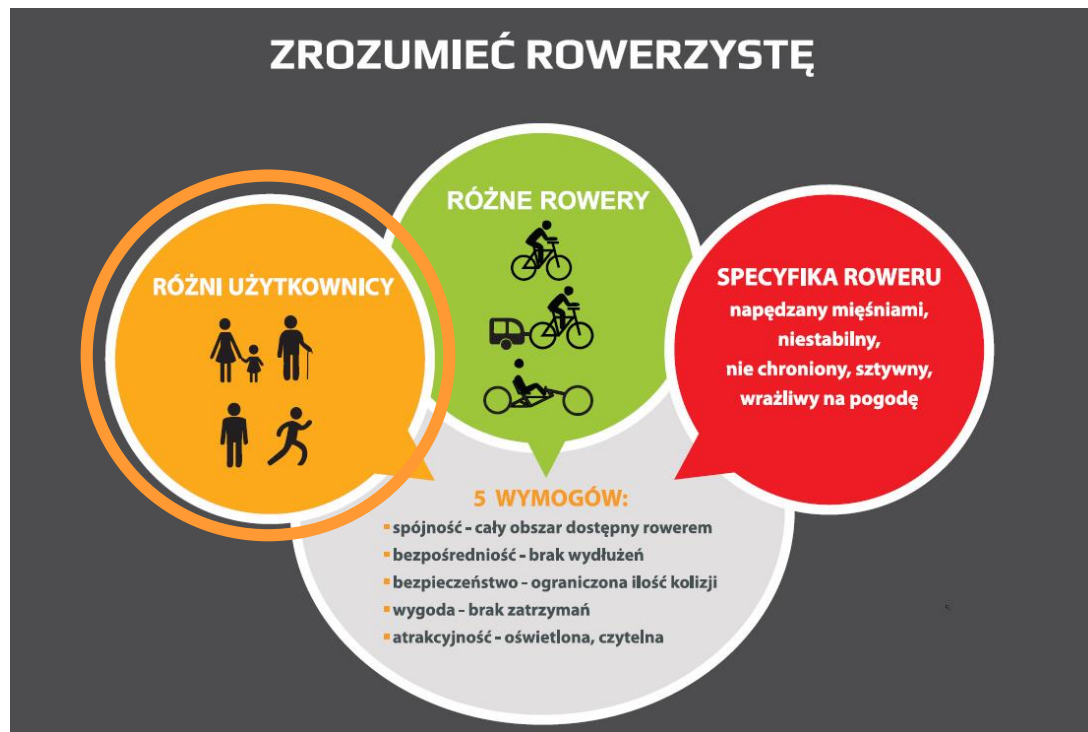 ZROZUMIEĆ ROWERZYSTĘ
RÓŻNI UŻYTKOWNICY
RÓŻNE ROWERY
SPECYFIKA ROWERU
napędzany mięśniami,
niestabilny,
nie chroniony, sztywny,
wrażliwy na pogodę
5 WYMOGÓW:
▪ spójność - cały obszar dostępny rowerem
▪ bezpośredniość - brak wydłużeń
▪ bezpieczeństwo - ograniczona ilość kolizji
▪ wygoda - brak zatrzymań
▪ atrakcyjność - oświetlona, czytelna